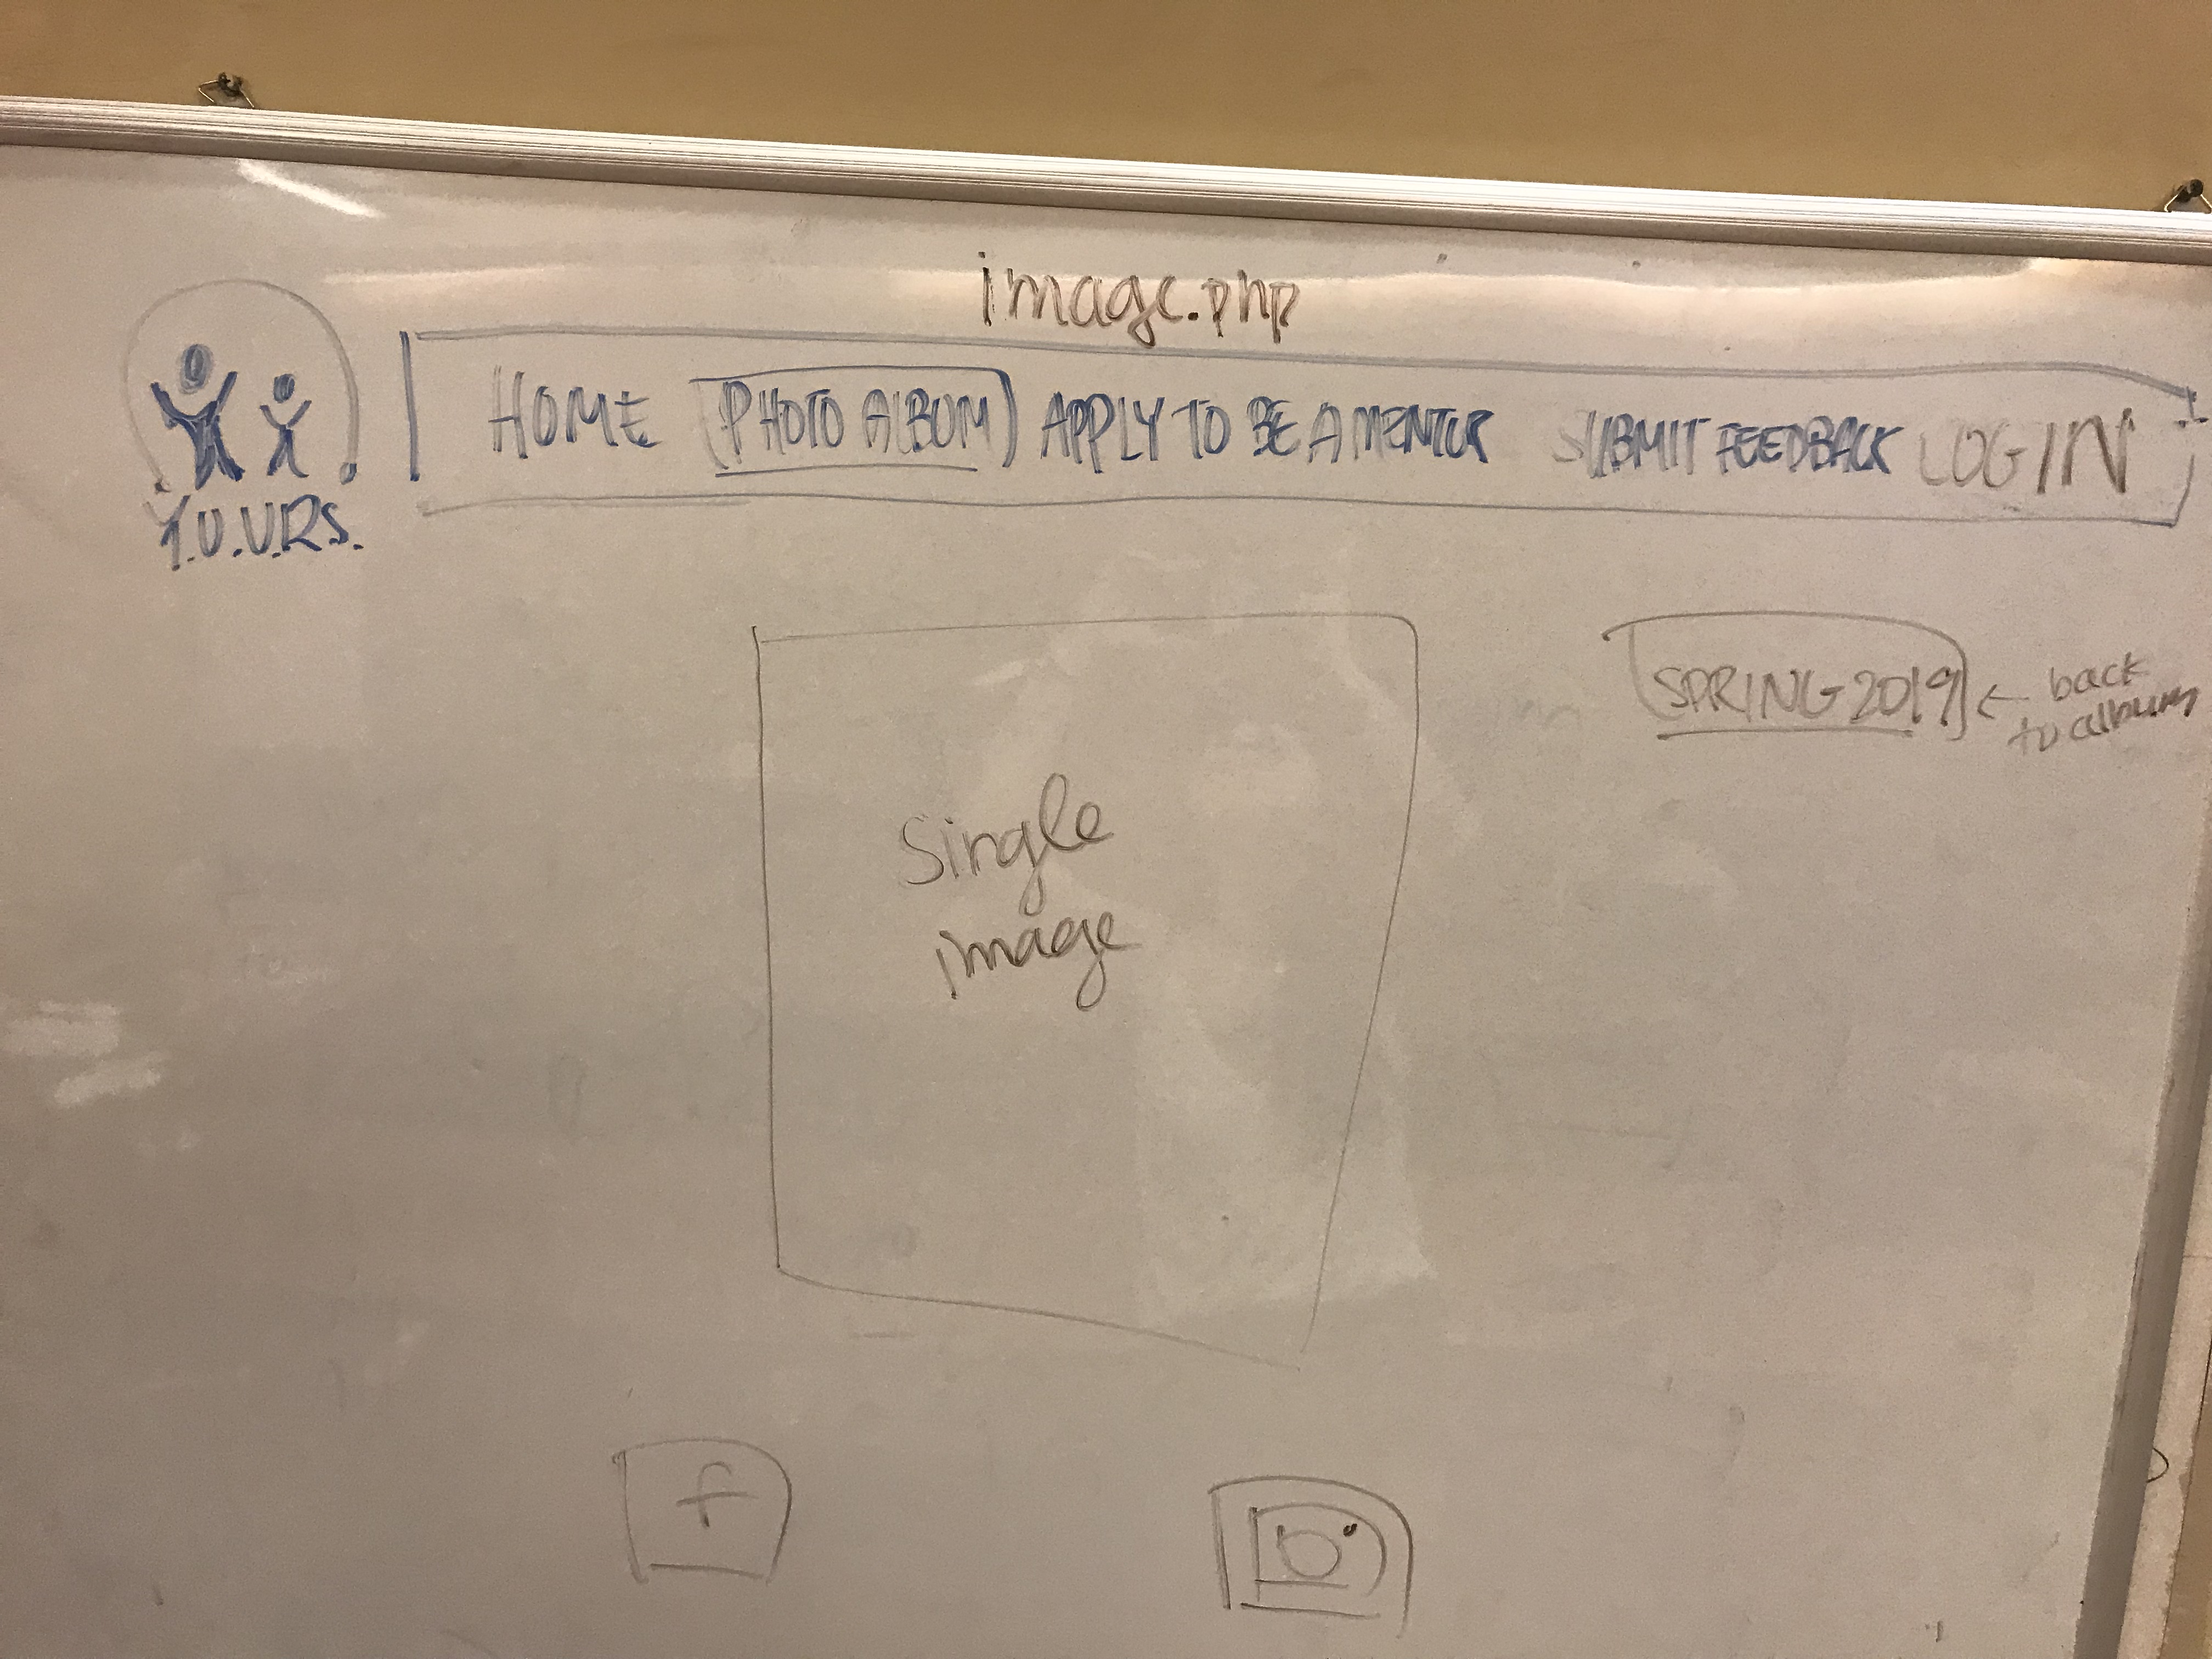 image.php
HOME PHOTO ALBUM APPLY TO BE A MENTOR SUBMIT FEEDBACK LOGIN
Y.O.U.R.S.
SPRING 2019 ← back
to album
Single
image
f